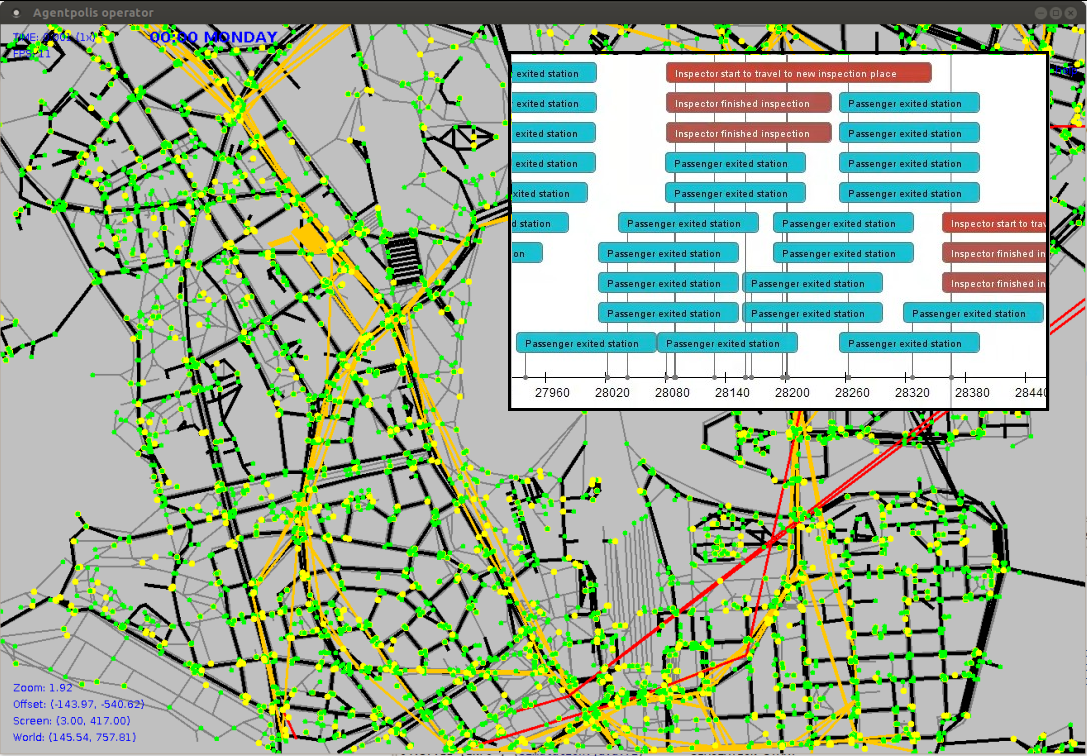 Agentpolis operator
00:00 MONDAY
exited station
Inspector start to travel to new inspection place
exited station
Inspector finished inspection
Passenger exited station
exited station
Inspector finished inspection
Passenger exited station
exited station
Passenger exited station
Passenger exited station
exited station
Passenger exited station
Passenger exited station
d station
Passenger exited station
Passenger exited station
Inspector start to trav
on
Passenger exited station
Passenger exited station
Inspector finished in
Passenger exited station
Passenger exited station
Inspector finished in
Passenger exited station
Passenger exited station
Passenger exited station
Passenger exited station
Passenger exited station
Passenger exited station
27960 28020 28080 28140 28200 28260 28320 28380 28440
Zoom: 1.92
Offset: (-143.97, -540.62)
Screen: (3.00, 417.00)
World: (145.54, 757.81)